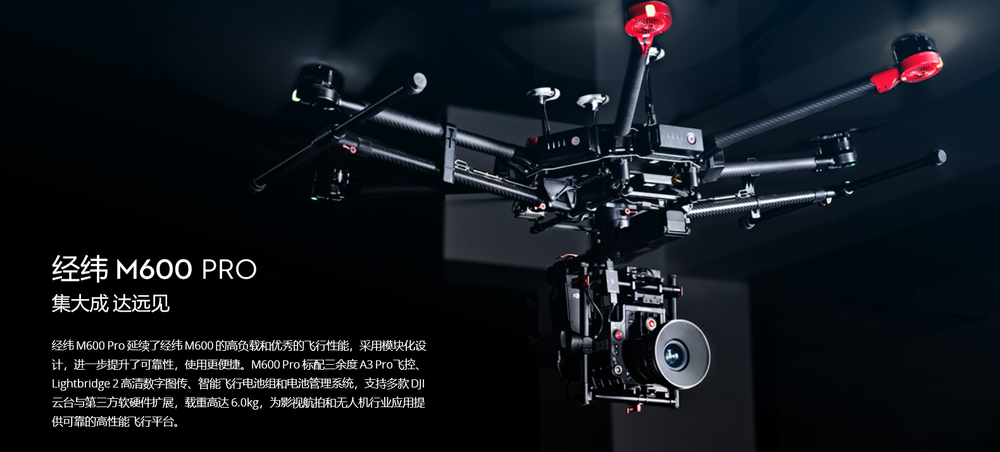 经纬 M600 PRO
集大成 达远见
经纬 M600 Pro 延续了经纬 M600 的高负载和优秀的飞行性能，采用模块化设
计，进一步提升了可靠性，使用更便捷。M600 Pro 标配三余度 A3 Pro飞控、
Lightbridge 2 高清数字图传、智能飞行电池组和电池管理系统，支持多款 DJI
云台与第三方软硬件扩展，载重高达 6.0kg，为影视航拍和无人机行业应用提
供可靠的高性能飞行平台。